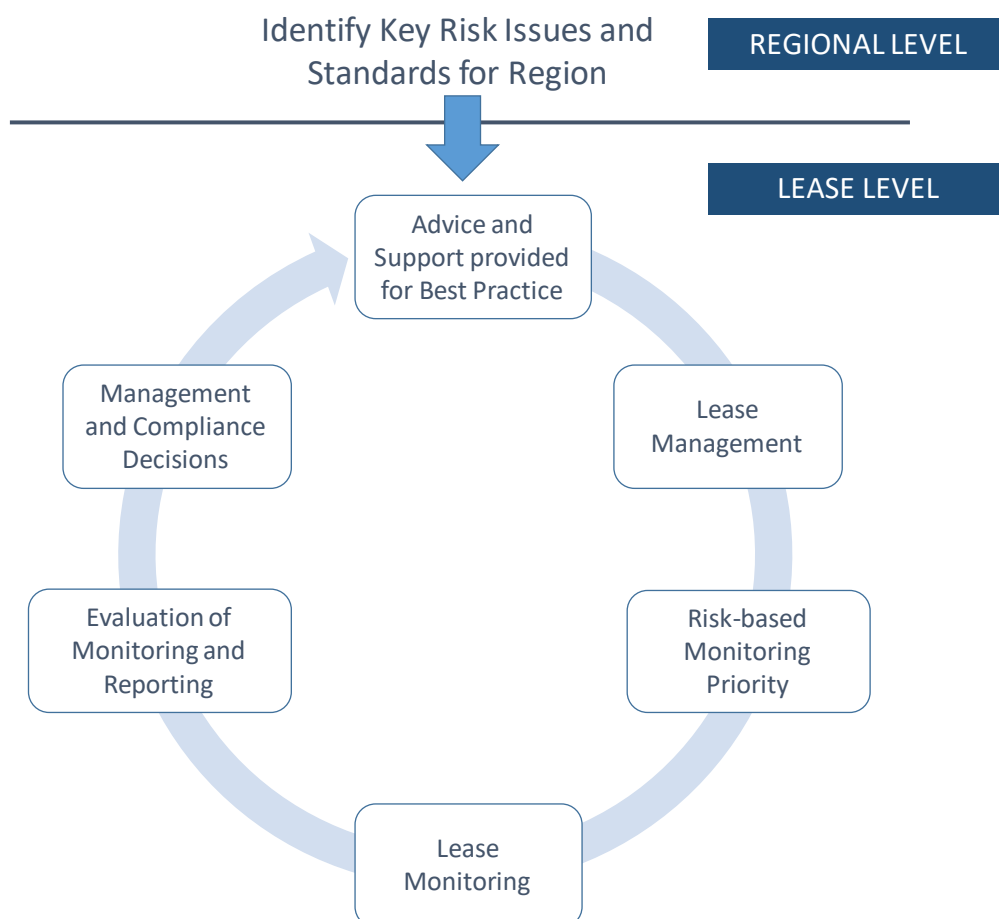 Identify Key Risk Issues and
Standards for Region
REGIONAL LEVEL
LEASE LEVEL
Advice and
Support provided
for Best Practice
Lease
Management
Risk-based
Monitoring
Priority
Lease
Monitoring
Evaluation of
Monitoring and
Reporting
Management
and Compliance
Decisions